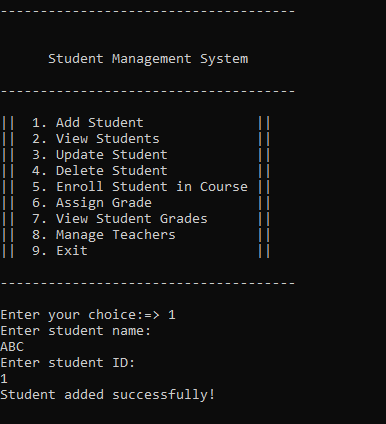 -------------------------------------
Student Management System
-------------------------------------
||  1. Add Student              ||
||  2. View Students            ||
||  3. Update Student           ||
||  4. Delete Student           ||
||  5. Enroll Student in Course ||
||  6. Assign Grade             ||
||  7. View Student Grades      ||
||  8. Manage Teachers          ||
||  9. Exit                     ||
-------------------------------------
Enter your choice:=> 1
Enter student name:
ABC
Enter student ID:
1
Student added successfully!